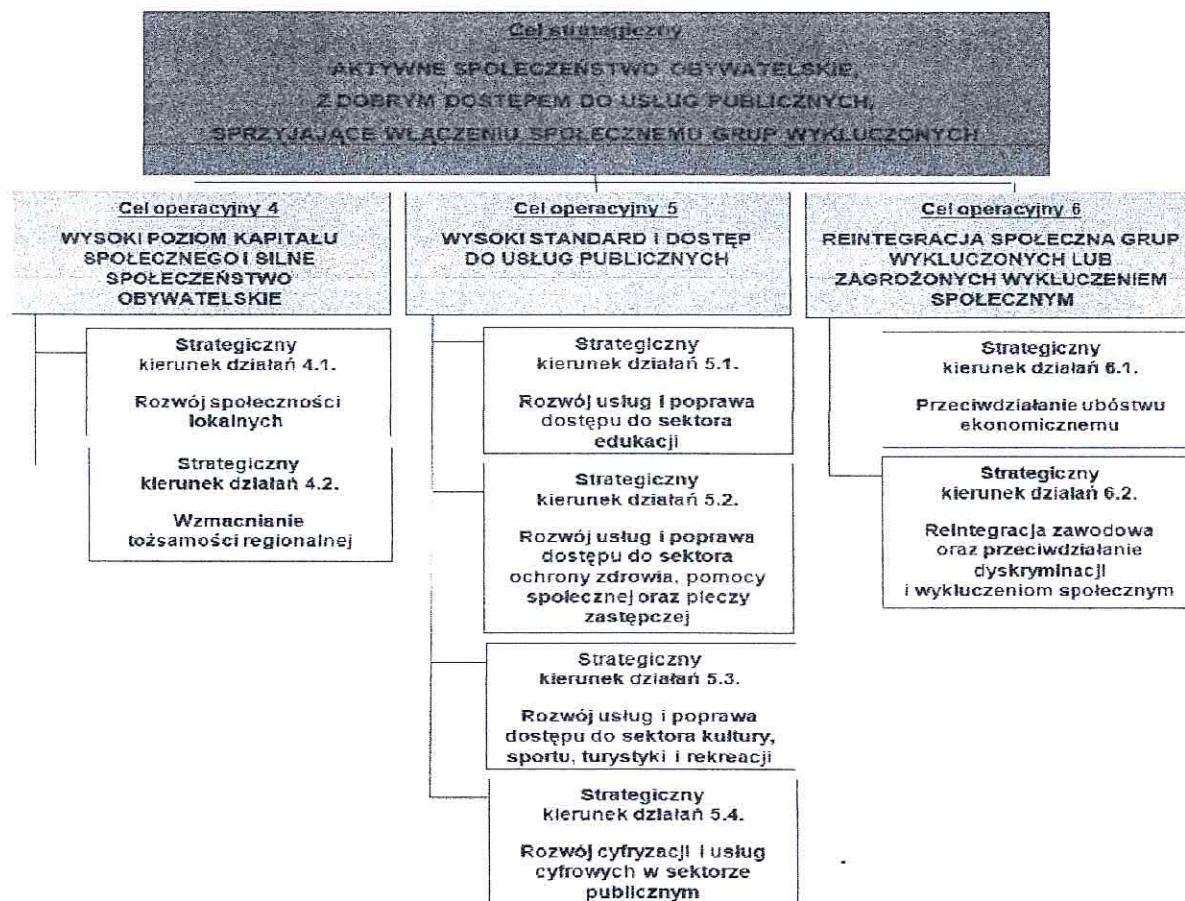 Cel strategiczny
AKTYWNE SPOŁECZEŃSTWO OBYWATELSKIE,
Z DOBRYM DOSTĘPEM DO USŁUG PUBLICZNYCH,
SPRZYJAJĄCE WŁĄCZENIU SPOŁECZNEMU GRUP WYKLUCZONYCH
Cel operacyjny 4
WYSOKI POZIOM KAPITAŁU
SPOŁECZNEGO I SILNE
SPOŁECZEŃSTWO
OBYWATELSKIE
Strategiczny
kierunek działań 4.1.
Rozwój społeczności
lokalnych
Strategiczny
kierunek działań 4.2.
Wzmacnianie
tożsamości regionalnej
Cel operacyjny 5
WYSOKI STANDARD I DOSTĘP
DO USŁUG PUBLICZNYCH
Strategiczny
kierunek działań 5.1.
Rozwój usług i poprawa
dostępu do sektora
edukacji
Strategiczny
kierunek działań 5.2.
Rozwój usług i poprawa
dostępu do sektora
ochrony zdrowia, pomocy
społecznej oraz pieczy
zastępczej
Strategiczny
kierunek działań 5.3.
Rozwój usług i poprawa
dostępu do sektora kultury,
sportu, turystyki i rekreacji
Strategiczny
kierunek działań 5.4.
Rozwój cyfryzacji i usług
cyfrowych w sektorze
publicznym
Cel operacyjny 6
REINTEGRACJA SPOŁECZNA GRUP
WYKLUCZONYCH LUB
ZAGROŻONYCH WYKLUCZENIEM
SPOŁECZNYM
Strategiczny
kierunek działań 6.1.
Przeciwdziałanie ubóstwu
ekonomicznemu
Strategiczny
kierunek działań 6.2.
Reintegracja zawodowa
oraz przeciwdziałanie
dyskryminacji
i wykluczeniom społecznym